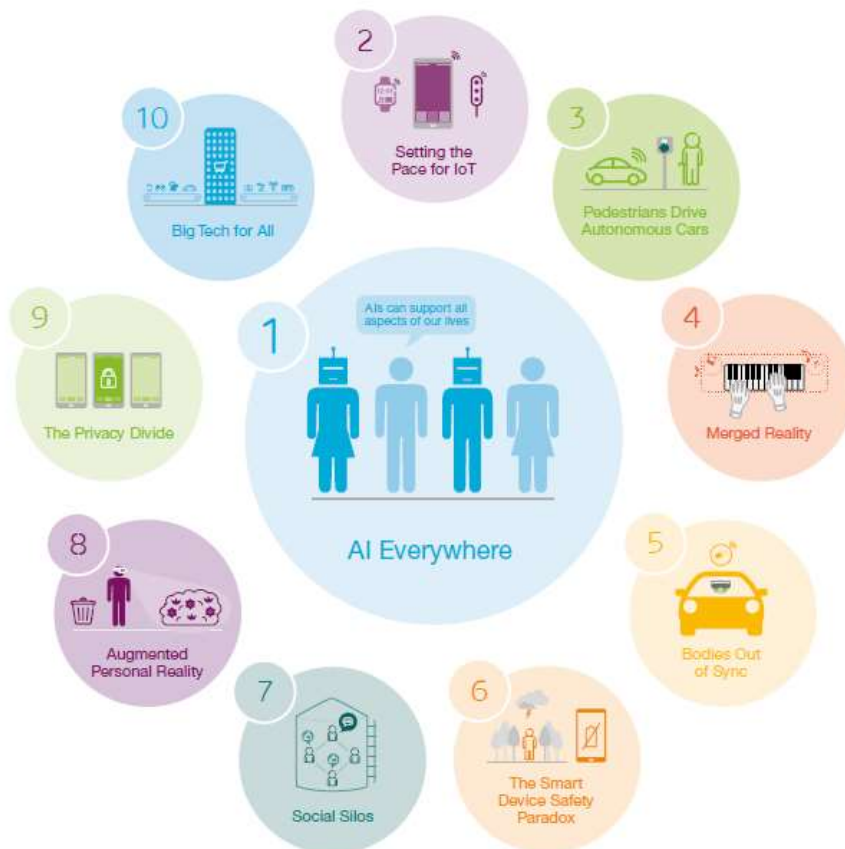 1
AIs can support all
aspects of our lives
AI Everywhere
2
Setting the
Pace for IoT
3
Pedestrians Drive
Autonomous Cars
4
Merged Reality
5
Bodies Out
of Sync
6
The Smart
Device Safety
Paradox
7
Social Silos
8
Augmented
Personal Reality
9
The Privacy Divide
10
Big Tech for All